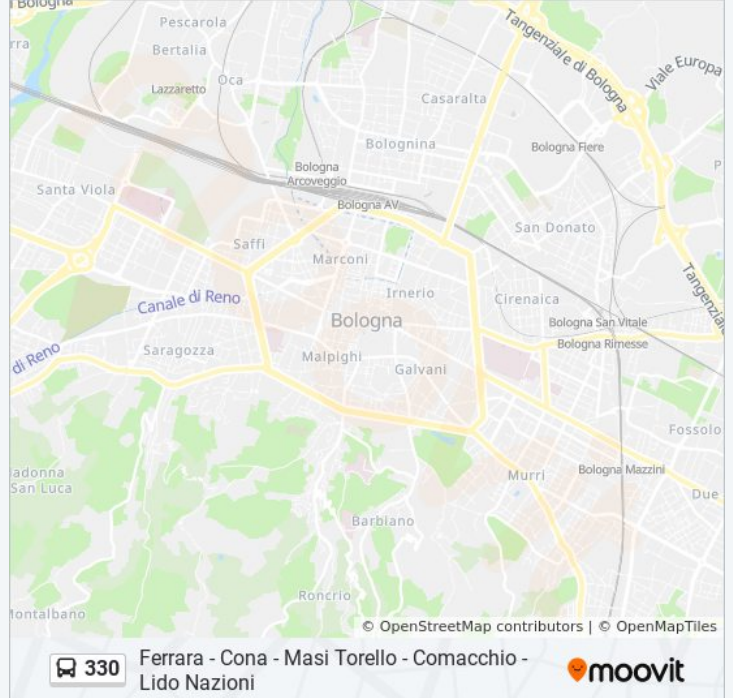 i Bologna
Pescarola
Tangenziale di Bologna
rra
Bertalia
Viale Europa
Oca
Lazzaretto
Casaralta
Bolognina
Bologna Fiere
Bologna
Arcoveggio
P
Santa Viola
Bologna AV
San Donato
Saffi
Marconi
Tangenziale
Irnerio
Canale di Reno
Cirenaica
Bologna
Bologna San Vitale
Bologna Rimesse
di Reno
Saragozza
Malpighi
Galvani
Fossolo
adonna
San Luca
Murri
Bologna Mazzini
Due
Barbiano
Roncrio
Montalbano
© OpenStreetMap contributors | © OpenMapTiles
330
Ferrara - Cona - Masi Torello - Comacchio -
Lido Nazioni
moovit